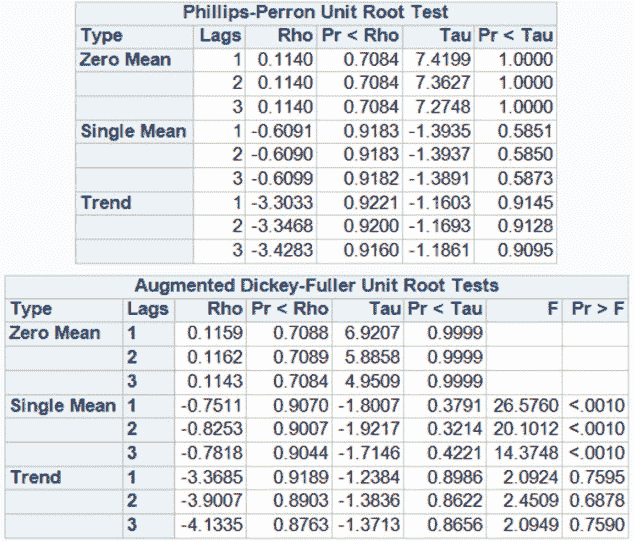 Phillips-Perron Unit Root Test
Type Lags Rho Pr < Rho Tau Pr < Tau
Zero Mean 1 0.1140 0.7084 7.4199 1.0000
2 0.1140 0.7084 7.3627 1.0000
3 0.1140 0.7084 7.2748 1.0000
Single Mean 1 -0.6091 0.9183 -1.3935 0.5851
2 -0.6090 0.9183 -1.3937 0.5850
3 -0.6099 0.9182 -1.3891 0.5873
Trend 1 -3.3033 0.9221 -1.1603 0.9145
2 -3.3468 0.9200 -1.1693 0.9128
3 -3.4283 0.9160 -1.1861 0.9095
Augmented Dickey-Fuller Unit Root Tests
Type Lags Rho Pr < Rho Tau Pr < Tau F Pr > F
Zero Mean 1 0.1159 0.7088 6.9207 0.9999
2 0.1162 0.7089 5.8858 0.9999
3 0.1143 0.7084 4.9509 0.9999
Single Mean 1 -0.7511 0.9070 -1.8007 0.3791 26.5760 <.0010
2 -0.8253 0.9007 -1.9217 0.3214 20.1012 <.0010
3 -0.7818 0.9044 -1.7146 0.4221 14.3748 <.0010
Trend 1 -3.3685 0.9189 -1.2384 0.8986 2.0924 0.7595
2 -3.9007 0.8903 -1.3836 0.8622 2.4509 0.6878
3 -4.1335 0.8763 -1.3713 0.8656 2.0949 0.7590